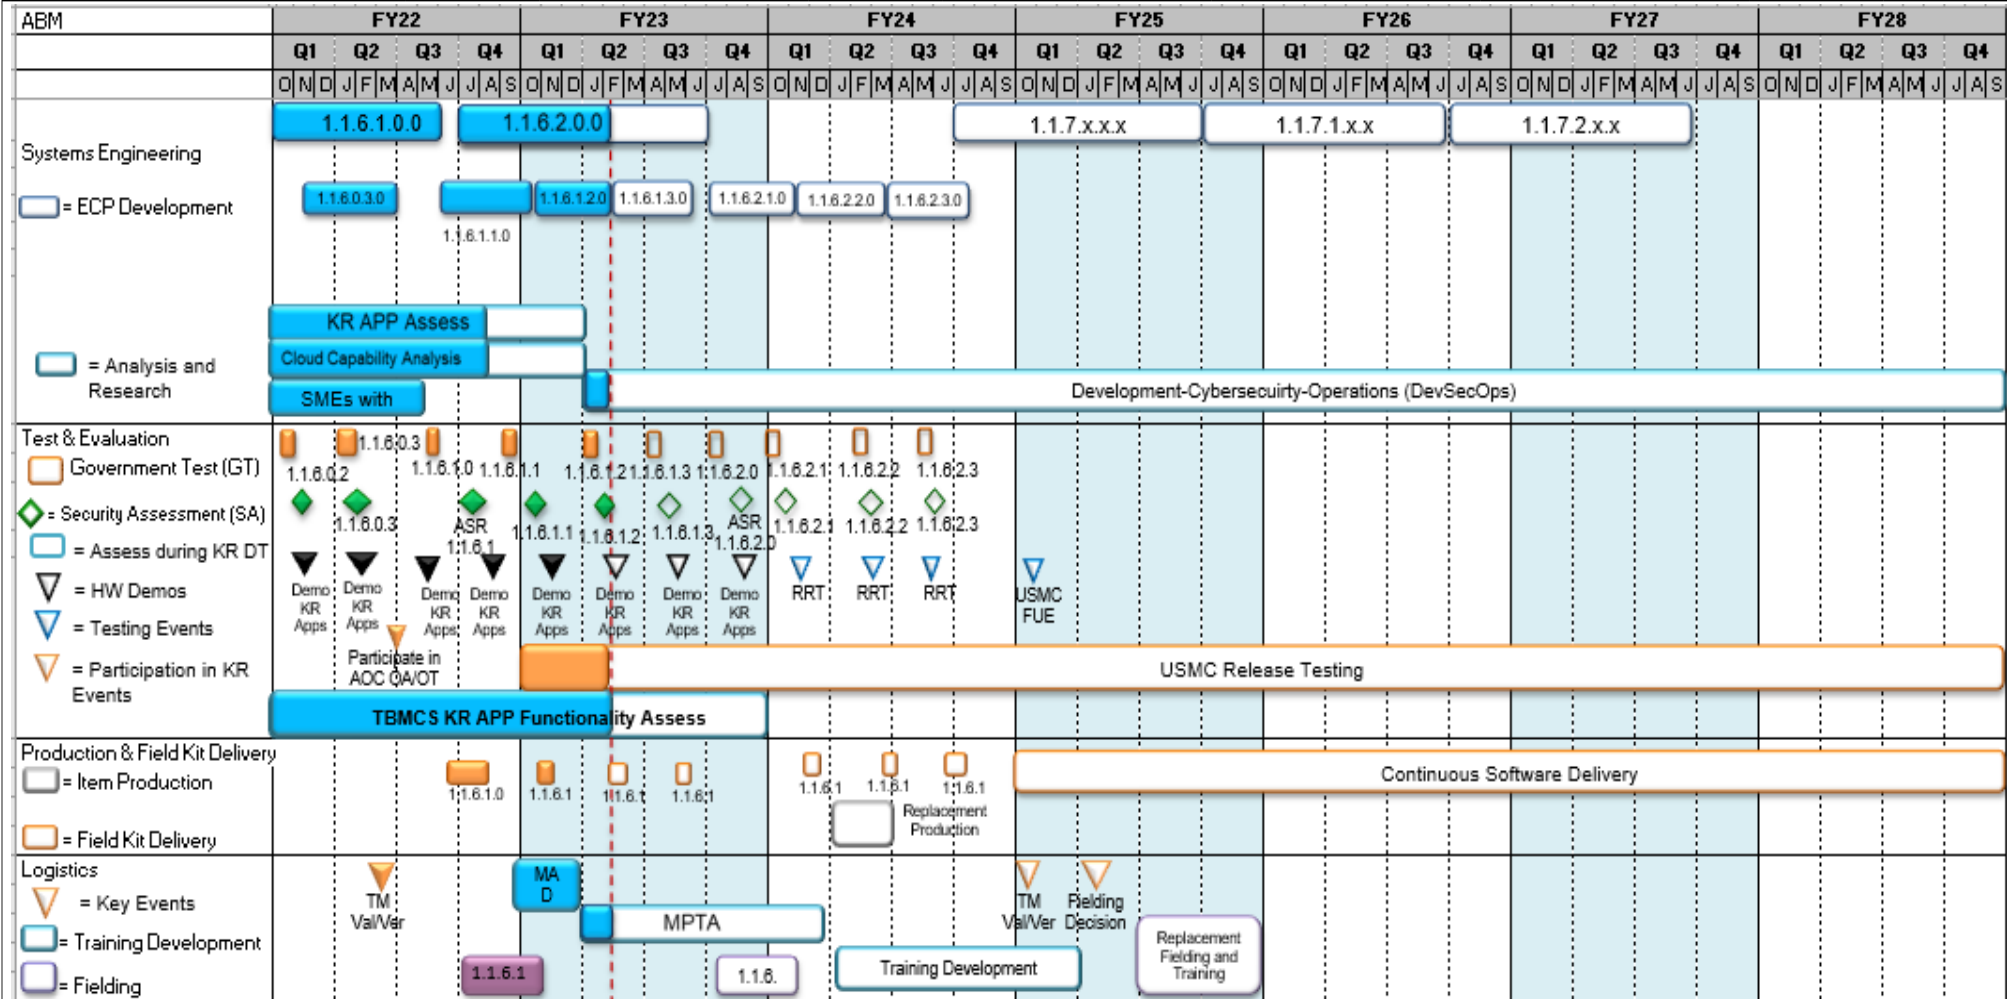 ABM FY22 FY23 FY24 FY25 FY26 FY27 FY28
Q1 Q2 Q3 Q4 Q1 Q2 Q3 Q4 Q1 Q2 Q3 Q4 Q1 Q2 Q3 Q4 Q1 Q2 Q3 Q4 Q1 Q2 Q3 Q4 Q1 Q2 Q3 Q4
O N D J F M A M J J A S O N D J F M A M J J A S O N D J F M A M J J A S O N D J F M A M J J A S O N D J F M A M J J A S O N D J F M A M J J A S O N D J F M A M J J A S
1.1.6.1.0.0 1.1.6.2.0.0 1.1.7.x.x.x 1.1.7.1.x.x 1.1.7.2.x.x
Systems Engineering
= ECP Development
1.1.6.0.3.0 1.1.6.1.2.0 1.1.6.1.3.0 1.1.6.2.1.0 1.1.6.2.2.0 1.1.6.2.3.0
1.1.6.1.1.0
KR APP Assess
Cloud Capability Analysis
= Analysis and
Research
SMEs with
Development-Cybersecuirty-Operations (DevSecOps)
Test & Evaluation
Government Test (GT)
1.1.6.0.2 1.1.6.0.3 1.1.6.1.0 1.1.6.1.1 1.1.6.1.2 1.1.6.1.3 1.1.6.2.0 1.1.6.2.1 1.1.6.2.2 1.1.6.2.3
= Security Assessment (SA)
1.1.6.0.3
ASR
1.1.6.1
1.1.6.1.1 1.1.6.1.2 1.1.6.1.3
ASR
1.1.6.2.0
1.1.6.2.1 1.1.6.2.2 1.1.6.2.3
= Assess during KR DT
= HW Demos
Demo
KR
Apps
Demo
KR
Apps
Demo
KR
Apps
Demo
KR
Apps
Demo
KR
Apps
Demo
KR
Apps
Demo
KR
Apps
Demo
KR
Apps
RRT RRT RRT
USMC
FUE
= Testing Events
= Participation in KR
Events
Participate in
AOC OA/OT
USMC Release Testing
TBMCS KR APP Functionality Assess
Production & Field Kit Delivery
= Item Production
1.1.6.1.0 1.1.6.1 1.1.6.1 1.1.6.1 1.1.6.1 1.1.6.1 1.1.6.1
Continuous Software Delivery
Replacement
Production
= Field Kit Delivery
Logistics
= Key Events
TM
Val/Ver
MA
D
TM
Val/Ver
Fielding
Decision
= Training Development
MPTA
Training Development
Replacement
Fielding and
Training
= Fielding
1.1.6.1 1.1.6.